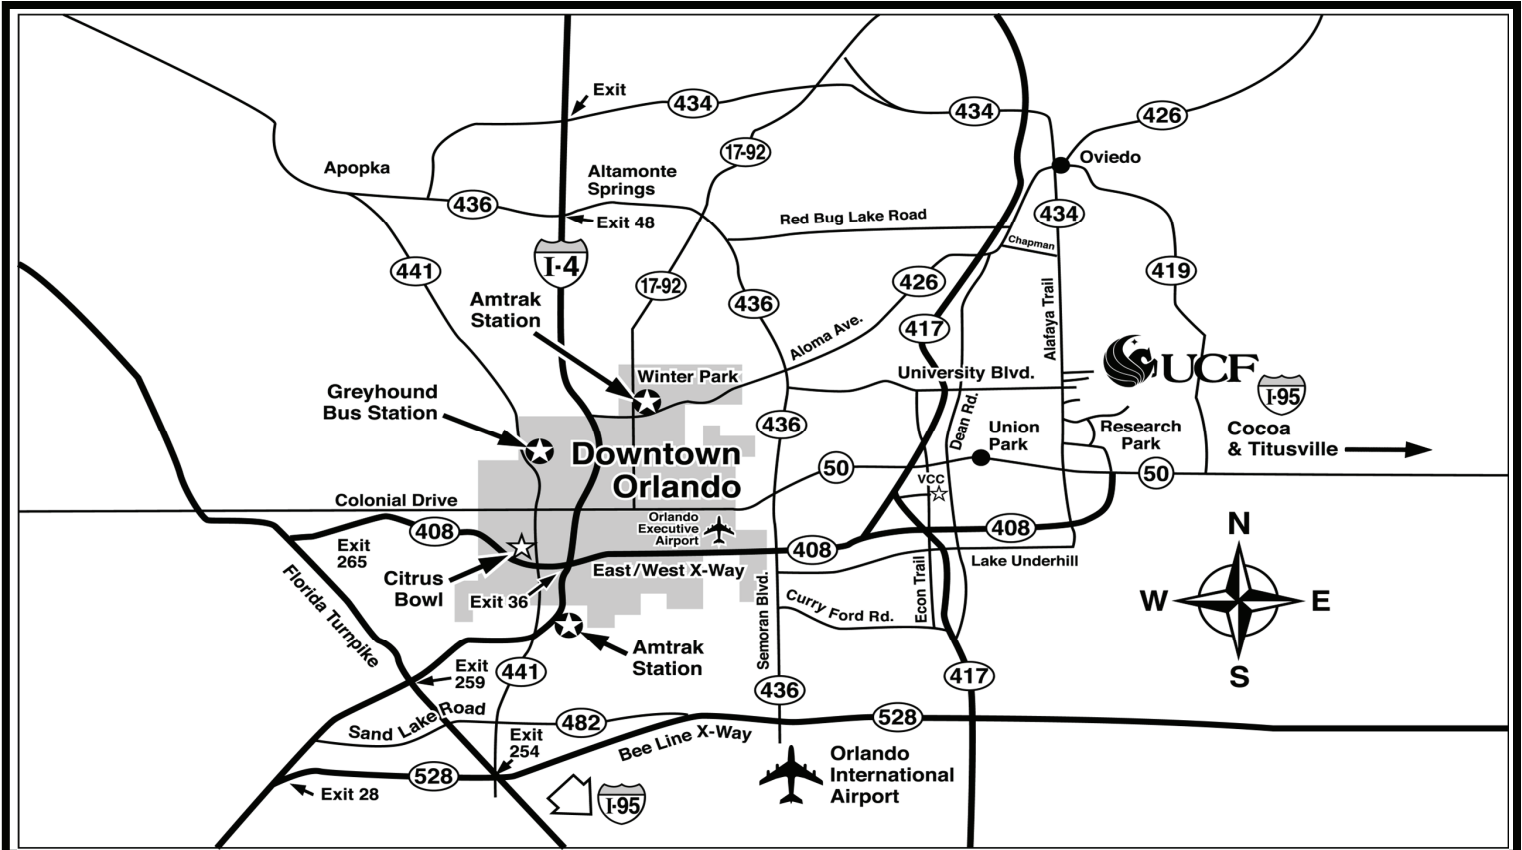 Exit
434
434
426
17-92
Oviedo
Apopka
Altamonte
Springs
436
434
Red Bug Lake Road
Exit 48
Chapman
I-4
441
17-92
426
419
436
Amtrak
Station
Alafaya Trail
417
Aloma Ave.
UCF
Winter Park
University Blvd.
I-95
Greyhound
Bus Station
Dean Rd.
436
Union
Park
Research
Park
Cocoa
& Titusville
Downtown
Orlando
50
50
VCC
Colonial Drive
408
Orlando
Executive
Airport
408
408
N
Exit
265
Citrus
Bowl
East/West X-Way
Lake Underhill
Exit 36
Florida Turnpike
Semoran Blvd.
Curry Ford Rd.
Econ Trail
W
E
S
Amtrak
Station
Exit
259
441
417
436
Sand Lake Road
482
528
Exit
254
Bee Line X-Way
528
Exit 28
I-95
Orlando
International
Airport